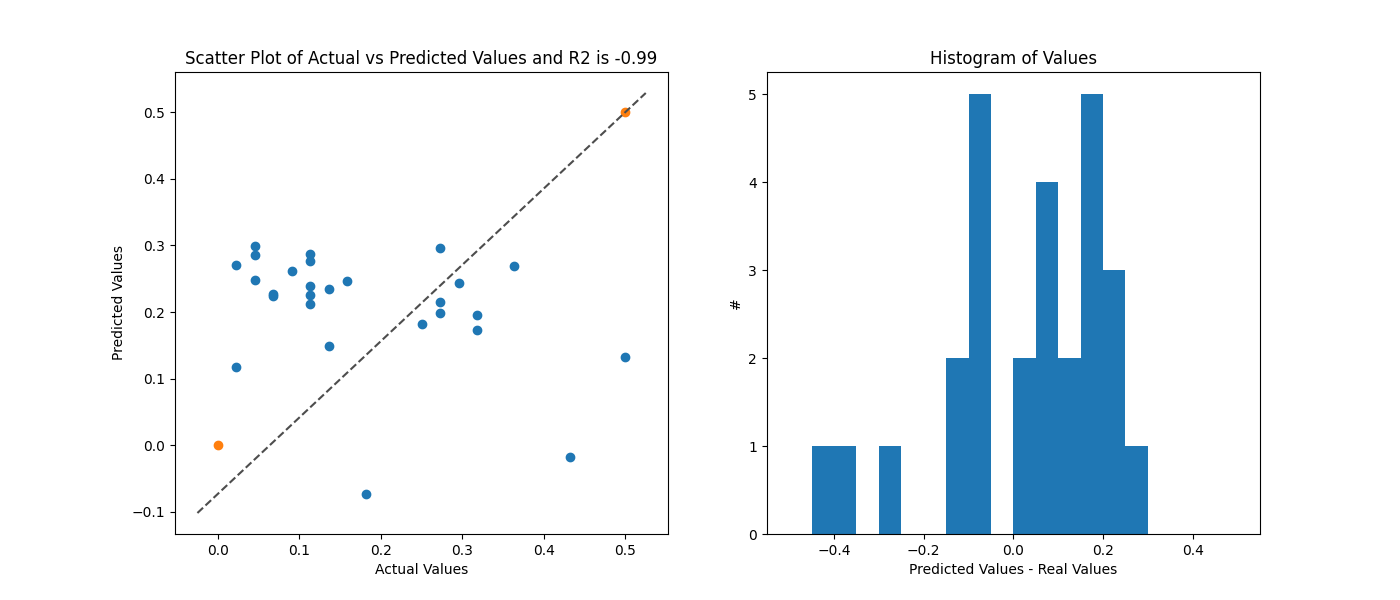 Scatter Plot of Actual vs Predicted Values and R2 is -0.99
0.5
0.4
0.3
0.2
0.1
0.0
−0.1
Predicted Values
0.0 0.1 0.2 0.3 0.4 0.5
Actual Values
Histogram of Values
5
4
3
2
1
0
#
−0.4 −0.2 0.0 0.2 0.4
Predicted Values - Real Values